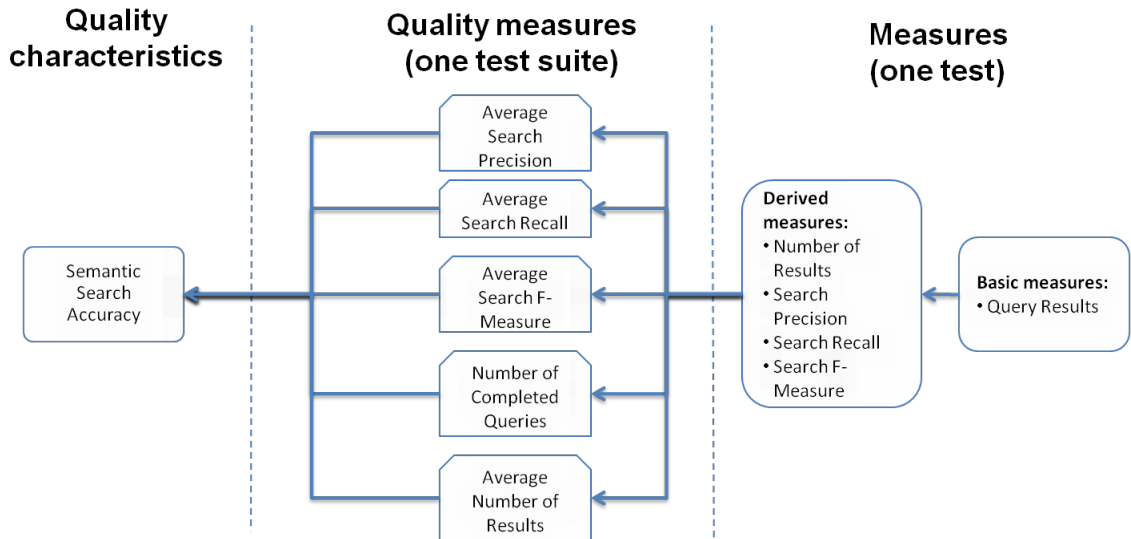 Quality
characteristics
Quality measures
(one test suite)
Measures
(one test)
Average
Search
Precision
Average
Search Recall
Average
Search F-
Measure
Number of
Completed
Queries
Average
Number of
Results
Semantic
Search
Accuracy
Derived
measures:
• Number of
Results
• Search
Precision
• Search Recall
• Search F-
Measure
Basic measures:
• Query Results